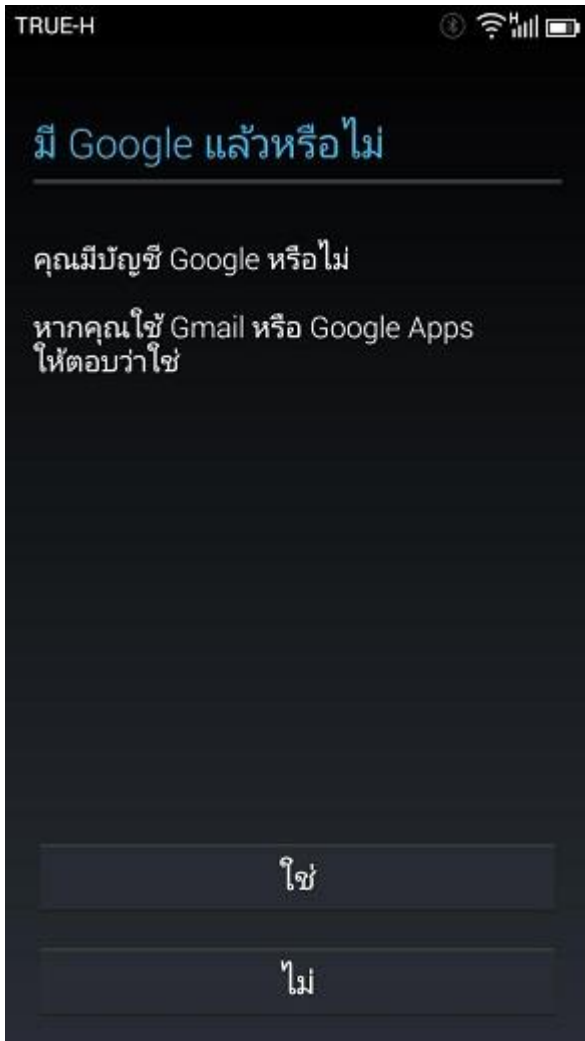 TRUE-H
H
มี Google แล้วหรือไม่
คุณมีบัญชี Google หรือไม่
หากคุณใช้ Gmail หรือ Google Apps
ให้ตอบว่าใช่
ใช่
ไม่